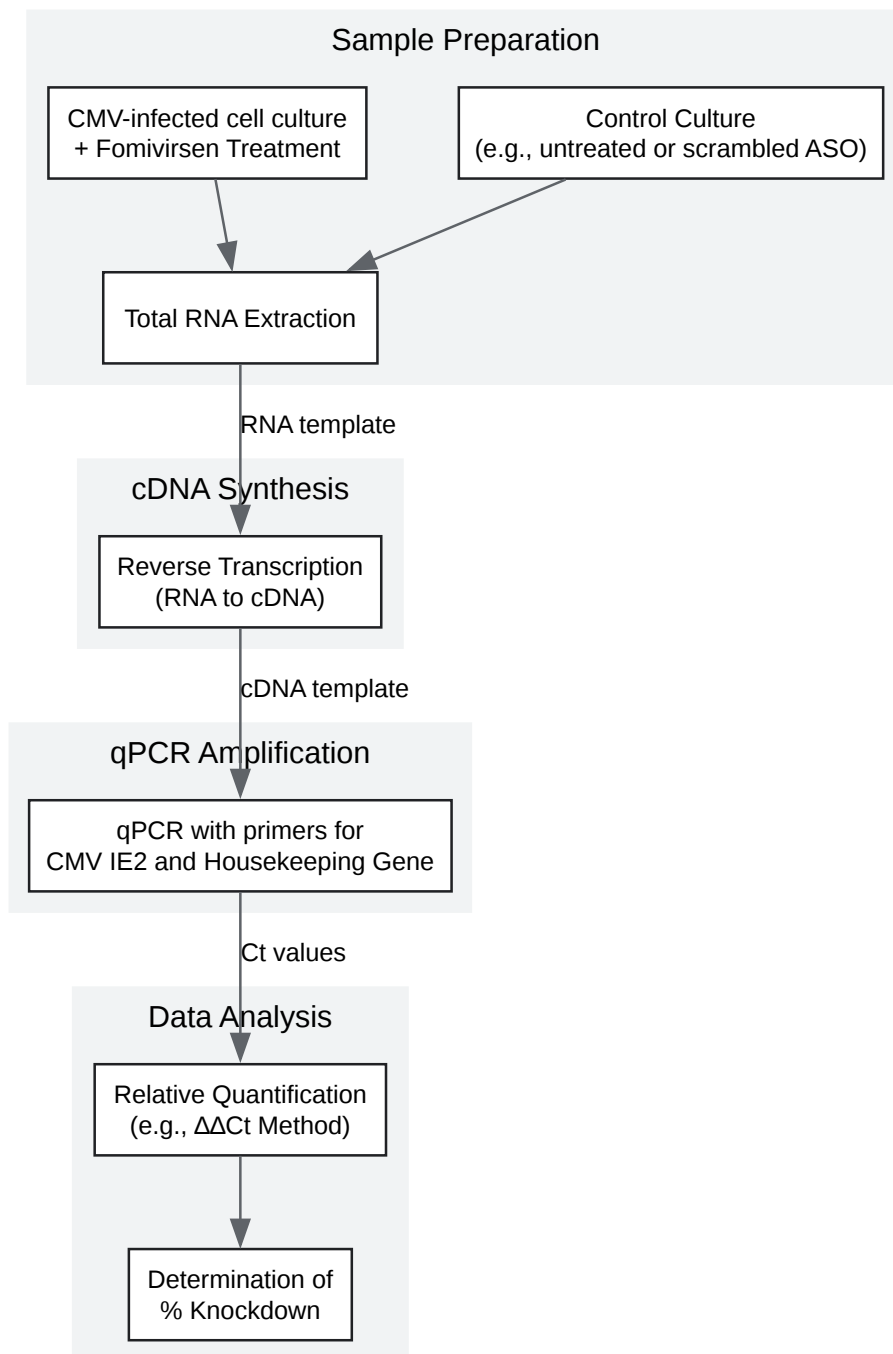 Sample Preparation
CMV-infected cell culture
+ Fomivirsen Treatment
Control Culture
(e.g., untreated or scrambled ASO)
Total RNA Extraction
RNA template
cDNA Synthesis
Reverse Transcription
(RNA to cDNA)
cDNA template
qPCR Amplification
qPCR with primers for
CMV IE2 and Housekeeping Gene
Ct values
Data Analysis
Relative Quantification
(e.g., ΔΔCt Method)
Determination of
% Knockdown